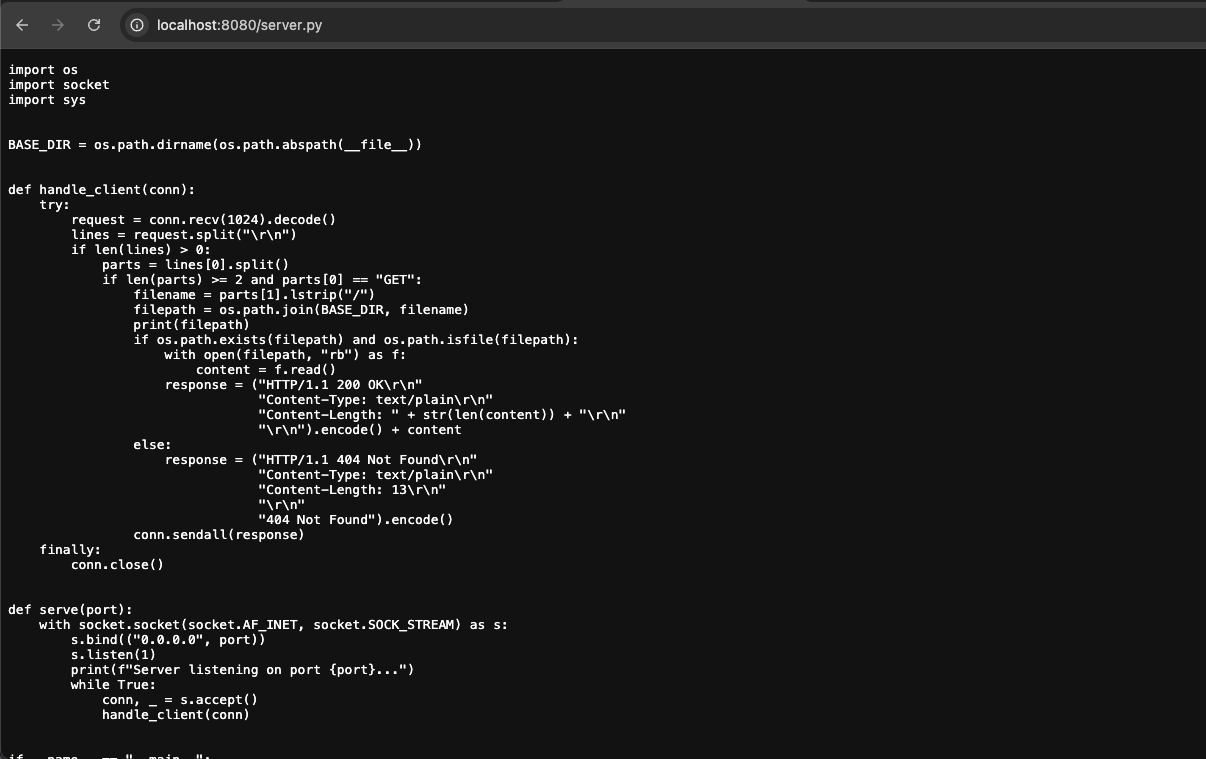 localhost:8080/server.py
import os
import socket
import sys


BASE_DIR = os.path.dirname(os.path.abspath(__file__))


def handle_client(conn):
    try:
        request = conn.recv(1024).decode()
        lines = request.split("\r\n")
        if len(lines) > 0:
            parts = lines[0].split()
            if len(parts) >= 2 and parts[0] == "GET":
                filename = parts[1].lstrip("/")
                filepath = os.path.join(BASE_DIR, filename)
                print(filepath)
                if os.path.exists(filepath) and os.path.isfile(filepath):
                    with open(filepath, "rb") as f:
                        content = f.read()
                    response = ("HTTP/1.1 200 OK\r\n"
                                "Content-Type: text/plain\r\n"
                                "Content-Length: " + str(len(content)) + "\r\n"
                                "\r\n").encode() + content
                else:
                    response = ("HTTP/1.1 404 Not Found\r\n"
                                "Content-Type: text/plain\r\n"
                                "Content-Length: 13\r\n"
                                "\r\n"
                                "404 Not Found").encode()
                conn.sendall(response)
    finally:
        conn.close()


def serve(port):
    with socket.socket(socket.AF_INET, socket.SOCK_STREAM) as s:
        s.bind(("0.0.0.0", port))
        s.listen(1)
        print(f"Server listening on port {port}...")
        while True:
            conn, _ = s.accept()
            handle_client(conn)


if __name__ == "__main__":